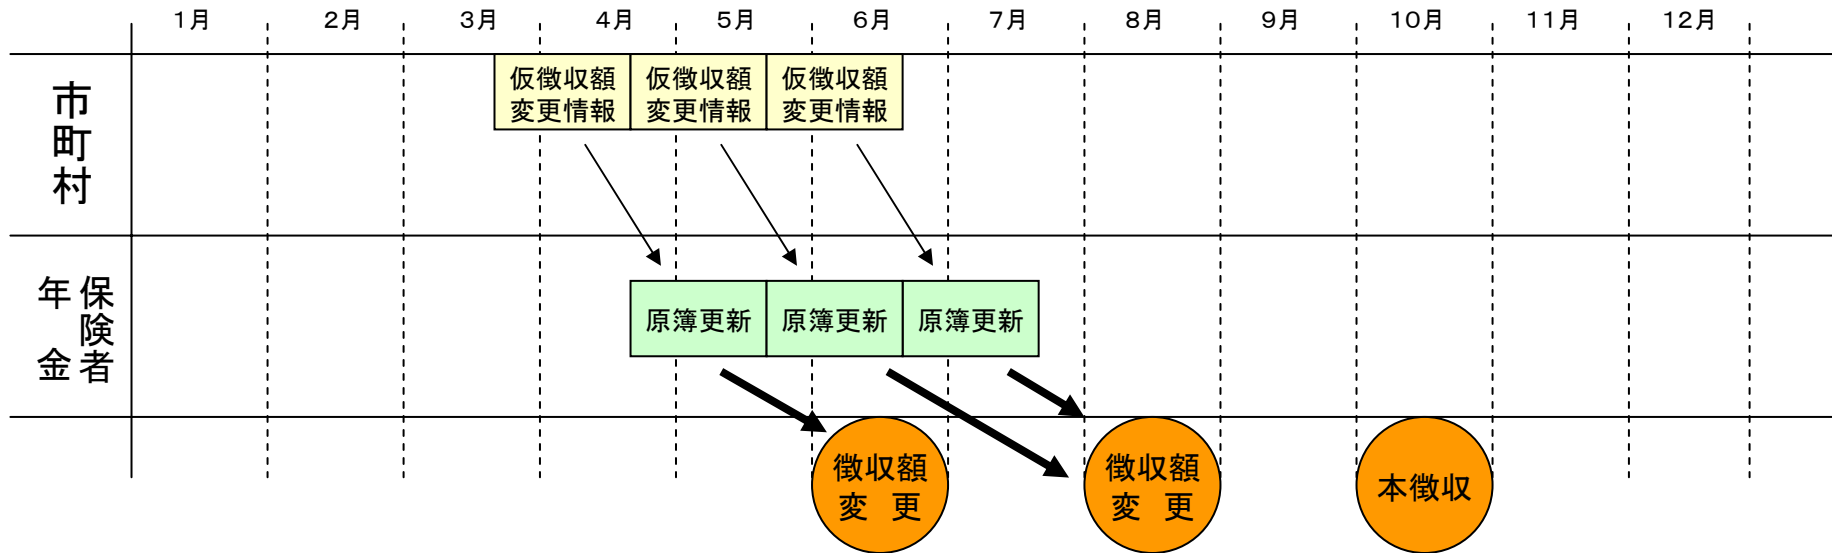 1月 2月 3月 4月 5月 6月 7月 8月 9月 10月 11月 12月
市町村
仮徴収額
変更情報
仮徴収額
変更情報
仮徴収額
変更情報
年金
保険者
原簿更新
原簿更新
原簿更新
徴収額
変 更
徴収額
変 更
本徴収